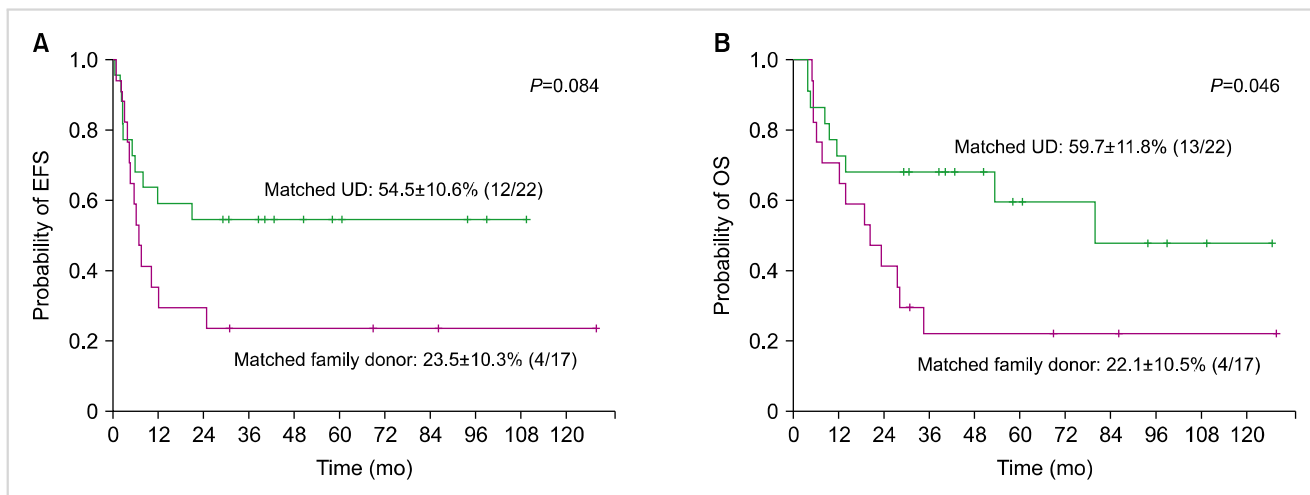 A
1.0
0.8
0.6
0.4
0.2
0
Probability of EFS
P=0.084
Matched UD: 54.5±10.6% (12/22)
Matched family donor: 23.5±10.3% (4/17)
0 12 24 36 48 60 72 84 96 108 120
Time (mo)
B
1.0
0.8
0.6
0.4
0.2
0
Probability of OS
P=0.046
Matched UD: 59.7±11.8% (13/22)
Matched family donor: 22.1±10.5% (4/17)
0 12 24 36 48 60 72 84 96 108 120
Time (mo)